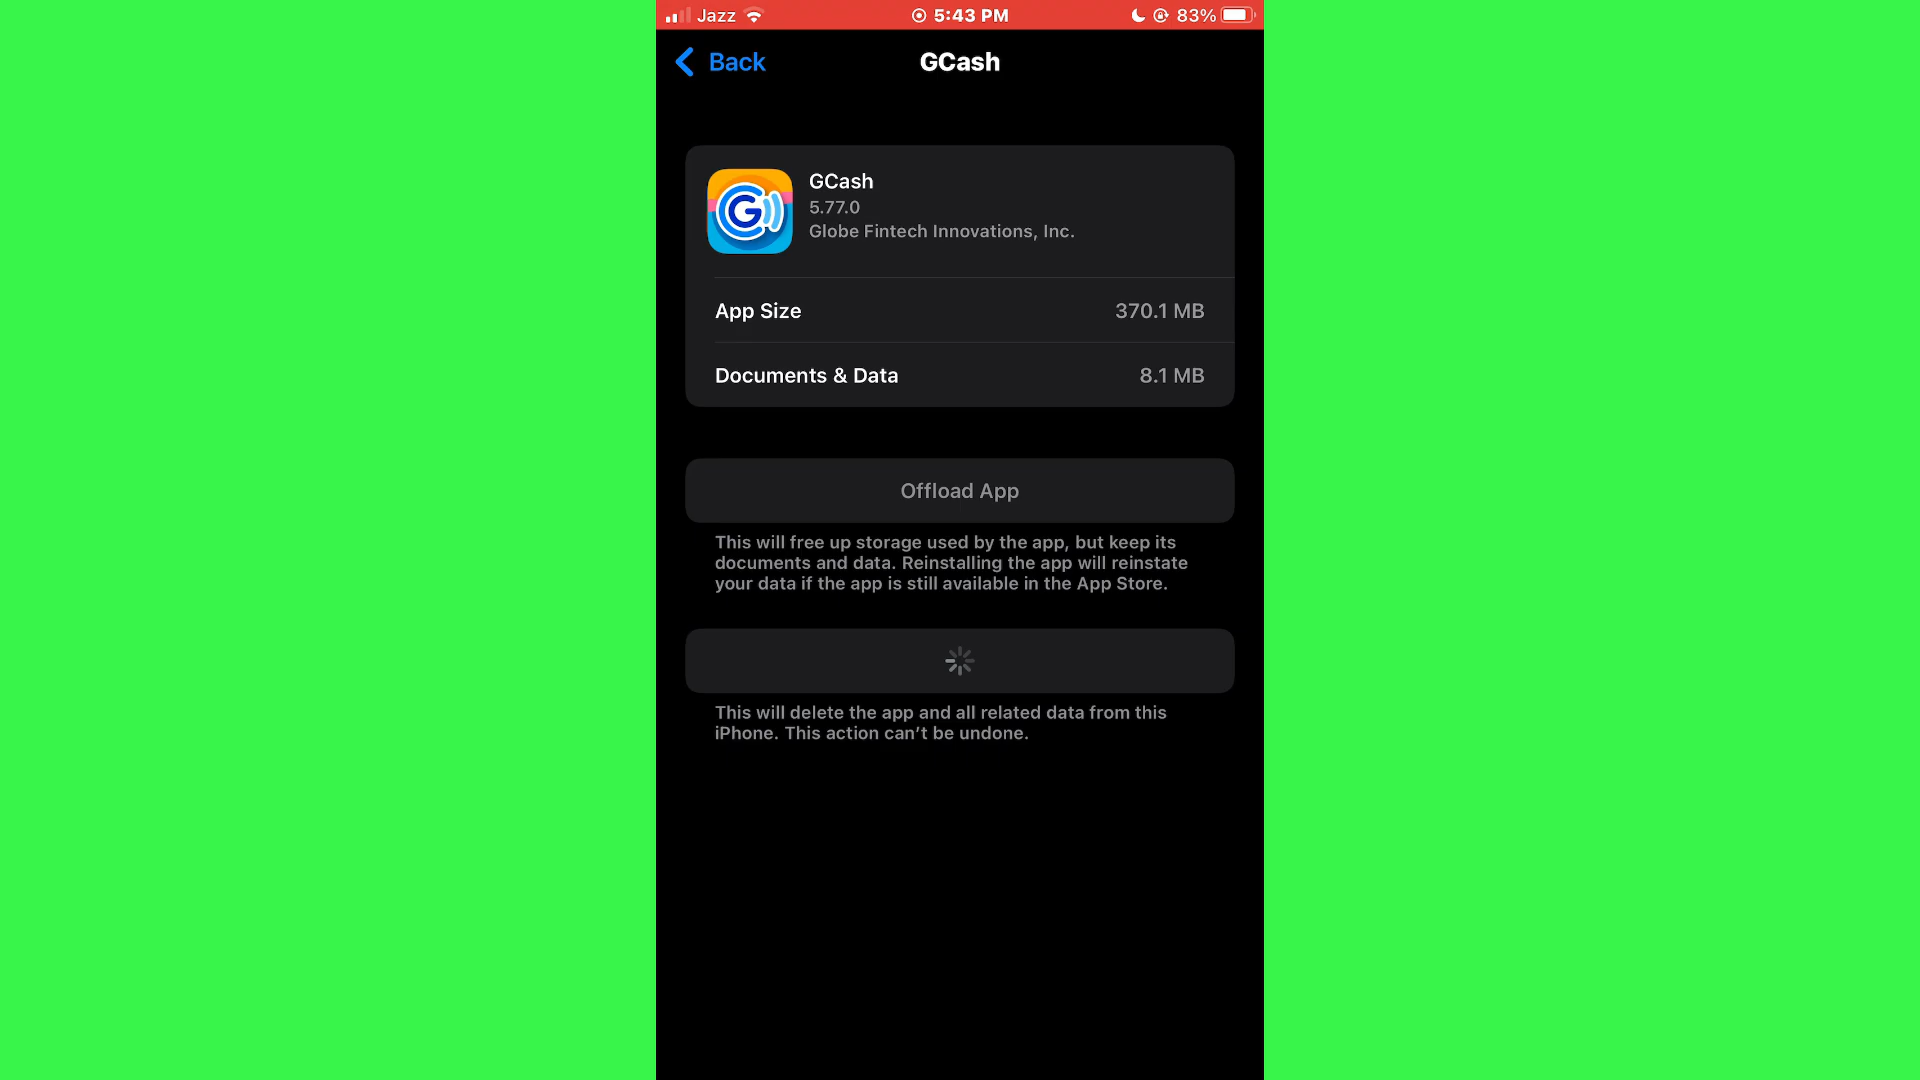 Jazz 5:43 PM 83%
Back GCash
GCash
5.77.0
Globe Fintech Innovations, Inc.
App Size 370.1 MB
Documents & Data 8.1 MB
Offload App
This will free up storage used by the app, but keep its
documents and data. Reinstalling the app will reinstate
your data if the app is still available in the App Store.
This will delete the app and all related data from this
iPhone. This action can’t be undone.